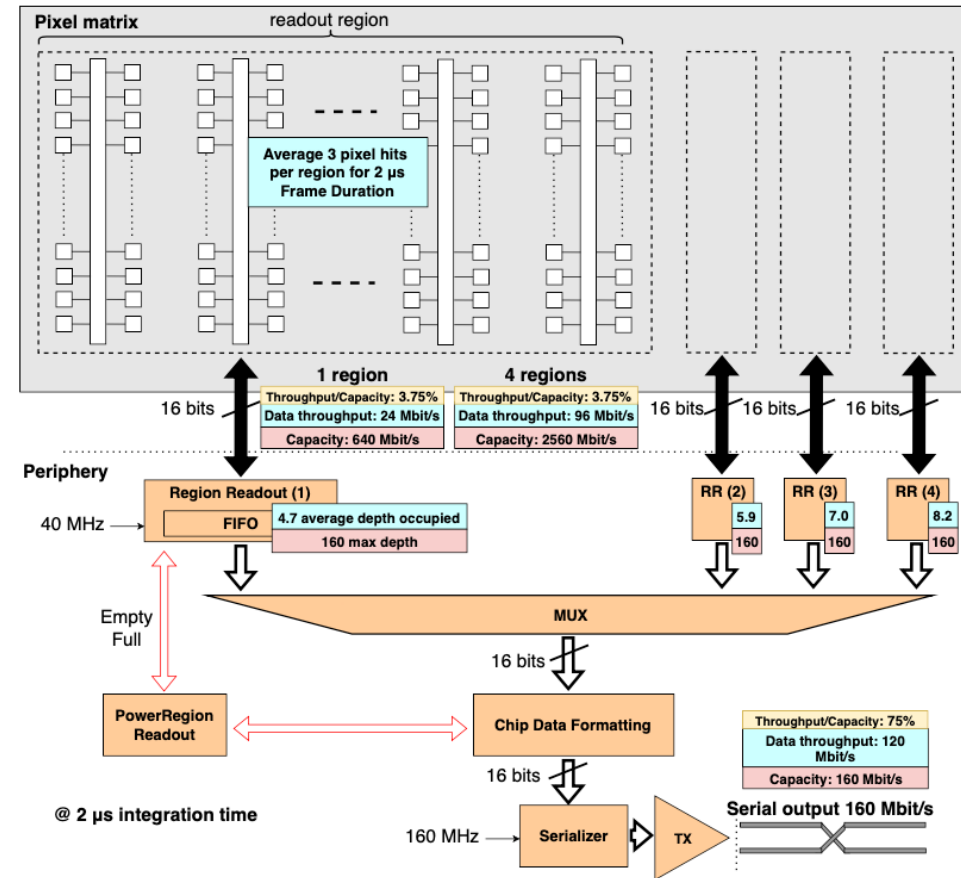 Pixel matrix
readout region
Average 3 pixel hits
per region for 2 µs
Frame Duration
1 region
4 regions
16 bits
Throughput/Capacity: 3.75%
Data throughput: 24 Mbit/s
Capacity: 640 Mbit/s
Throughput/Capacity: 3.75%
Data throughput: 96 Mbit/s
Capacity: 2560 Mbit/s
16 bits
16 bits
16 bits
Periphery
Region Readout (1)
40 MHz
FIFO
4.7 average depth occupied
160 max depth
RR (2)
5.9
160
RR (3)
7.0
160
RR (4)
8.2
160
Empty
Full
MUX
16 bits
PowerRegion
Readout
Chip Data Formatting
Throughput/Capacity: 75%
Data throughput: 120
Mbit/s
Capacity: 160 Mbit/s
16 bits
@ 2 µs integration time
160 MHz
Serializer
TX
Serial output 160 Mbit/s